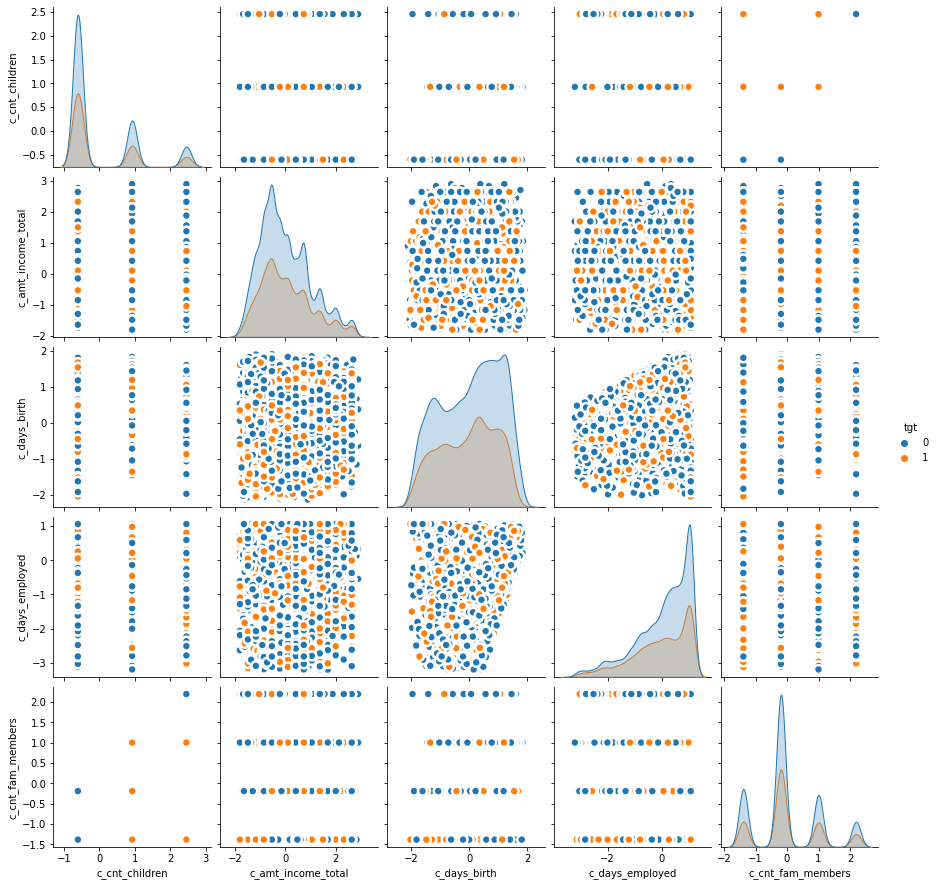 c_cnt_children
2.5
2.0
1.5
1.0
0.5
0.0
−0.5
c_amt_income_total
3
2
1
0
−1
−2
c_days_birth
2
1
0
−1
−2
tgt
0
1
c_days_employed
1
0
−1
−2
−3
c_cnt_fam_members
2.0
1.5
1.0
0.5
0.0
−0.5
−1.0
−1.5
−1 0 1 2 3
−2 0 2
−2 0 2
−2 0
−2 −1 0 1 2
c_cnt_children
c_amt_income_total
c_days_birth
c_days_employed
c_cnt_fam_members